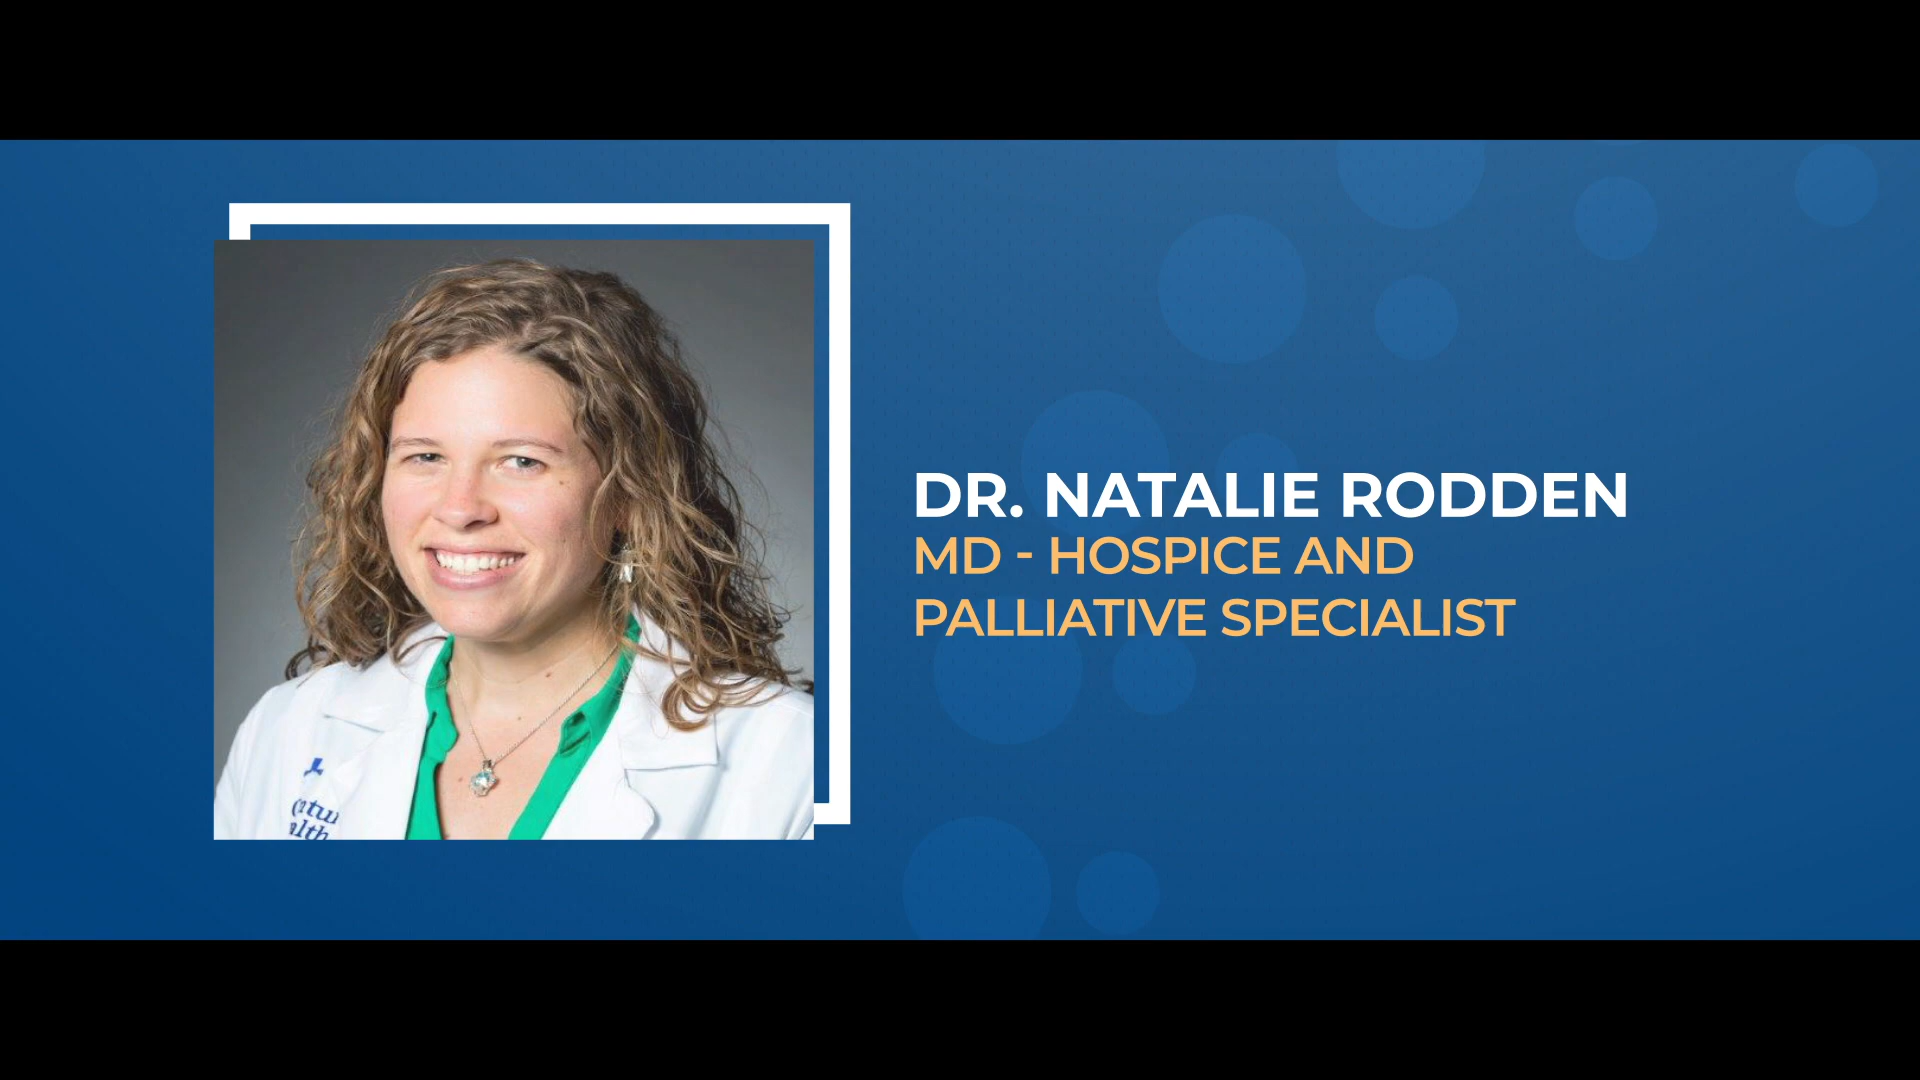 DR. NATALIE RODDEN
MD - HOSPICE AND
PALLIATIVE SPECIALIST